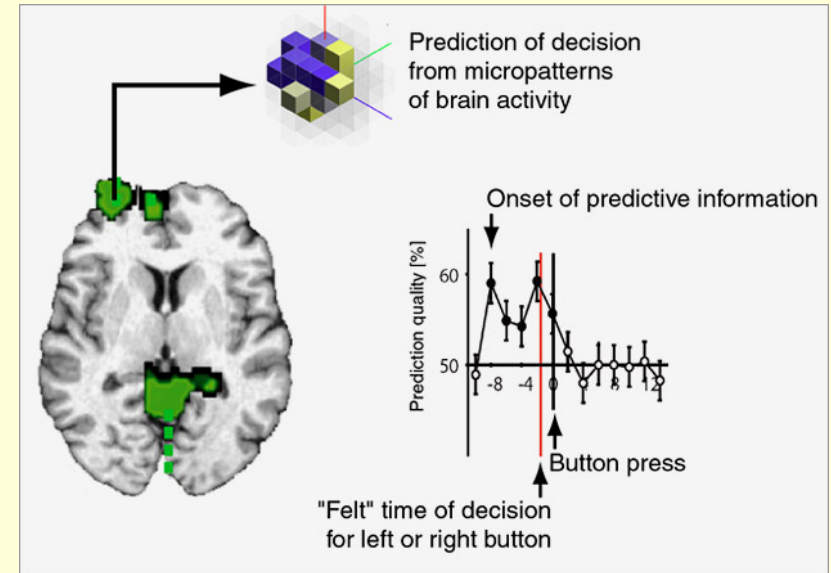 Prediction of decision
from micropatterns
of brain activity
Onset of predictive information
Prediction quality [%]
60
50
-8 -4 0 8 12
Button press
"Felt" time of decision
for left or right button